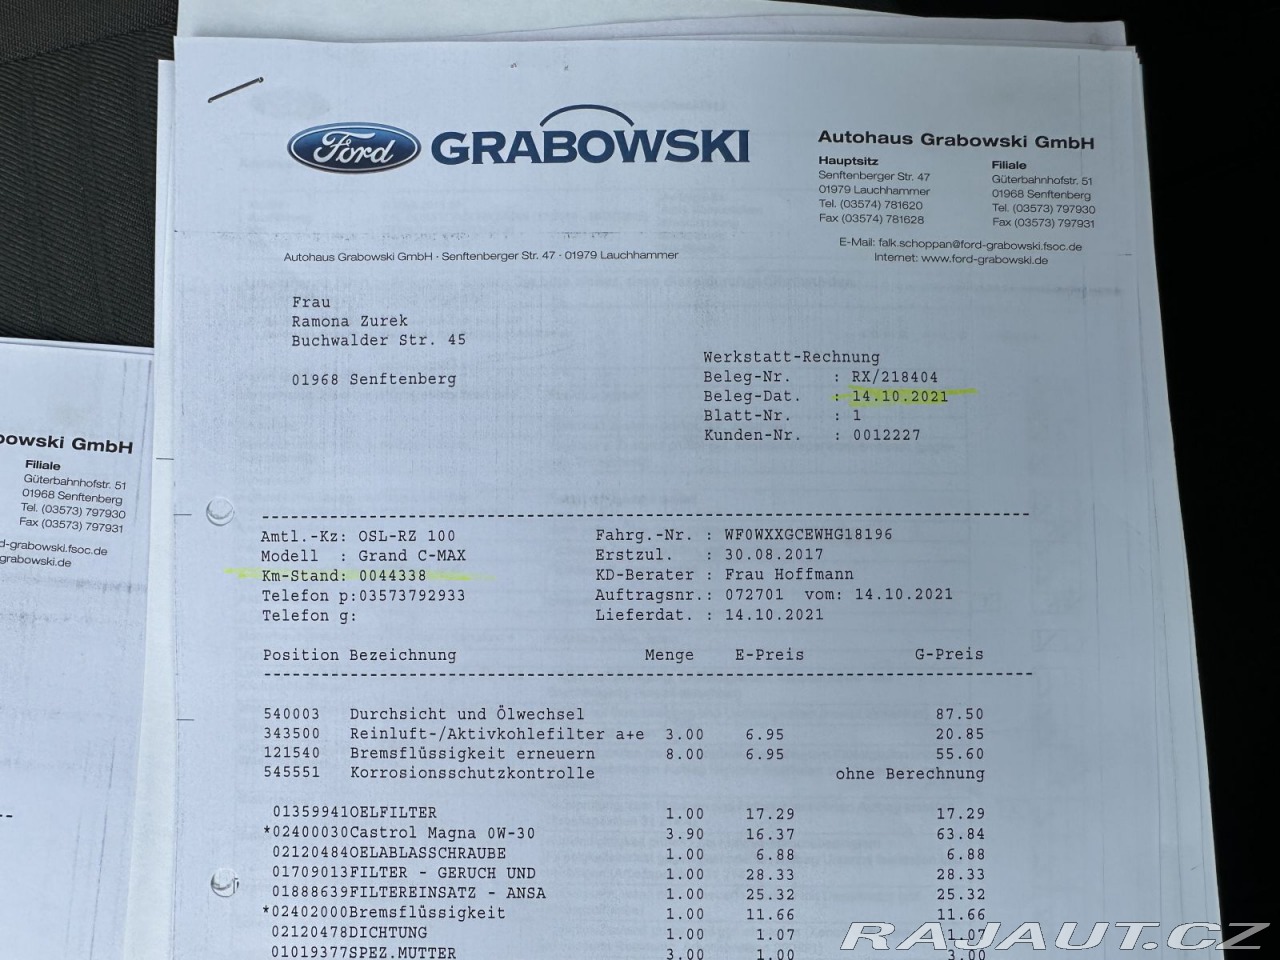 Ford GRABOWSKI
Autohaus Grabowski GmbH
Hauptsitz
Senftenberger Str. 47
01979 Lauchhammer
Tel. (03574) 781620
Fax (03574) 781628
Filiale
Güterbahnhofstr. 51
01968 Senftenberg
Tel. (03573) 797930
Fax (03573) 797931
E-Mail: falk.schoppan@ford-grabowski.fsoc.de
Internet: www.ford-grabowski.de
Autohaus Grabowski GmbH · Senftenberger Str. 47 · 01979 Lauchhammer
Frau
Ramona Zurek
Buchwalder Str. 45
01968 Senftenberg
Werkstatt-Rechnung
Beleg-Nr. : RX/218404
Beleg-Dat. : 14.10.2021
Blatt-Nr. : 1
Kunden-Nr. : 0012227
Amtl.-Kz: OSL-RZ 100 Fahrg.-Nr. : WF0WXXGCEWHG18196
Modell : Grand C-MAX Erstzul. : 30.08.2017
Km-Stand: 0044338 KD-Berater : Frau Hoffmann
Telefon p:03573792933 Auftragsnr.: 072701 vom: 14.10.2021
Telefon g: Lieferdat. : 14.10.2021
Position Bezeichnung Menge E-Preis G-Preis
540003 Durchsicht und Ölwechsel 87.50
343500 Reinluft-/Aktivkohlefilter a+e 3.00 6.95 20.85
121540 Bremsflüssigkeit erneuern 8.00 6.95 55.60
545551 Korrosionsschutzkontrolle ohne Berechnung
01359941OELFILTER 1.00 17.29 17.29
*02400030Castrol Magna 0W-30 3.90 16.37 63.84
02120484OELABLASSCHRAUBE 1.00 6.88 6.88
01709013FILTER - GERUCH UND 1.00 28.33 28.33
01888639FILTEREINSATZ - ANSA 1.00 25.32 25.32
*02402000Bremsflüssigkeit 1.00 11.66 11.66
02120478DICHTUNG 1.00 1.07 1.07
01019377SPEZ.MUTTER 3.00 1.00 3.00
owski GmbH
Filiale
Güterbahnhofstr. 51
01968 Senftenberg
Tel. (03573) 797930
Fax (03573) 797931
d-grabowski.fsoc.de
grabowski.de
RAJAUT.CZ